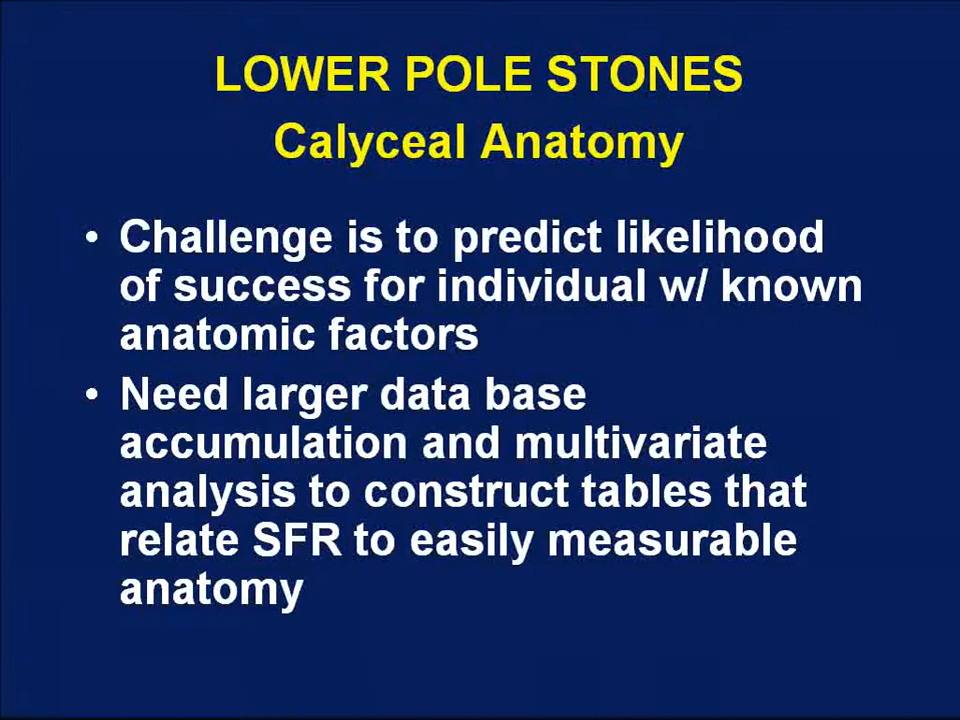 LOWER POLE STONES
Calyceal Anatomy
• Challenge is to predict likelihood
of success for individual w/ known
anatomic factors
• Need larger data base
accumulation and multivariate
analysis to construct tables that
relate SFR to easily measurable
anatomy